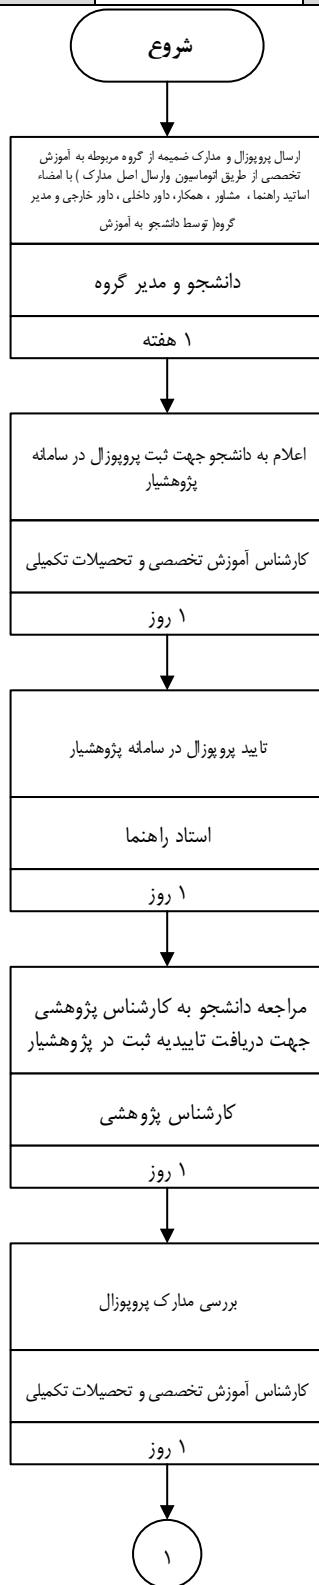 شروع
ارسال پروپوزال و مدارک ضمیمه از گروه مربوطه به آموزش
تخصصی از طریق اتوماسیون وارسال اصل مدارک ) با امضاء
اساتید راهنما ، مشاور ، همکار، داور داخلی ، داور خارجی و مدیر
گروه( توسط دانشجو به آموزش
دانشجو و مدیر گروه
۱ هفته
اعلام به دانشجو جهت ثبت پروپوزال در سامانه
پژوهشیار
کارشناس آموزش تخصصی و تحصیلات تکمیلی
۱ روز
تایید پروپوزال در سامانه پژوهشیار
استاد راهنما
۱ روز
مراجعه دانشجو به کارشناس پژوهشی
جهت دریافت تاییدیه ثبت در پژوهشیار
کارشناس پژوهشی
۱ روز
بررسی مدارک پروپوزال
کارشناس آموزش تخصصی و تحصیلات تکمیلی
۱ روز
۱